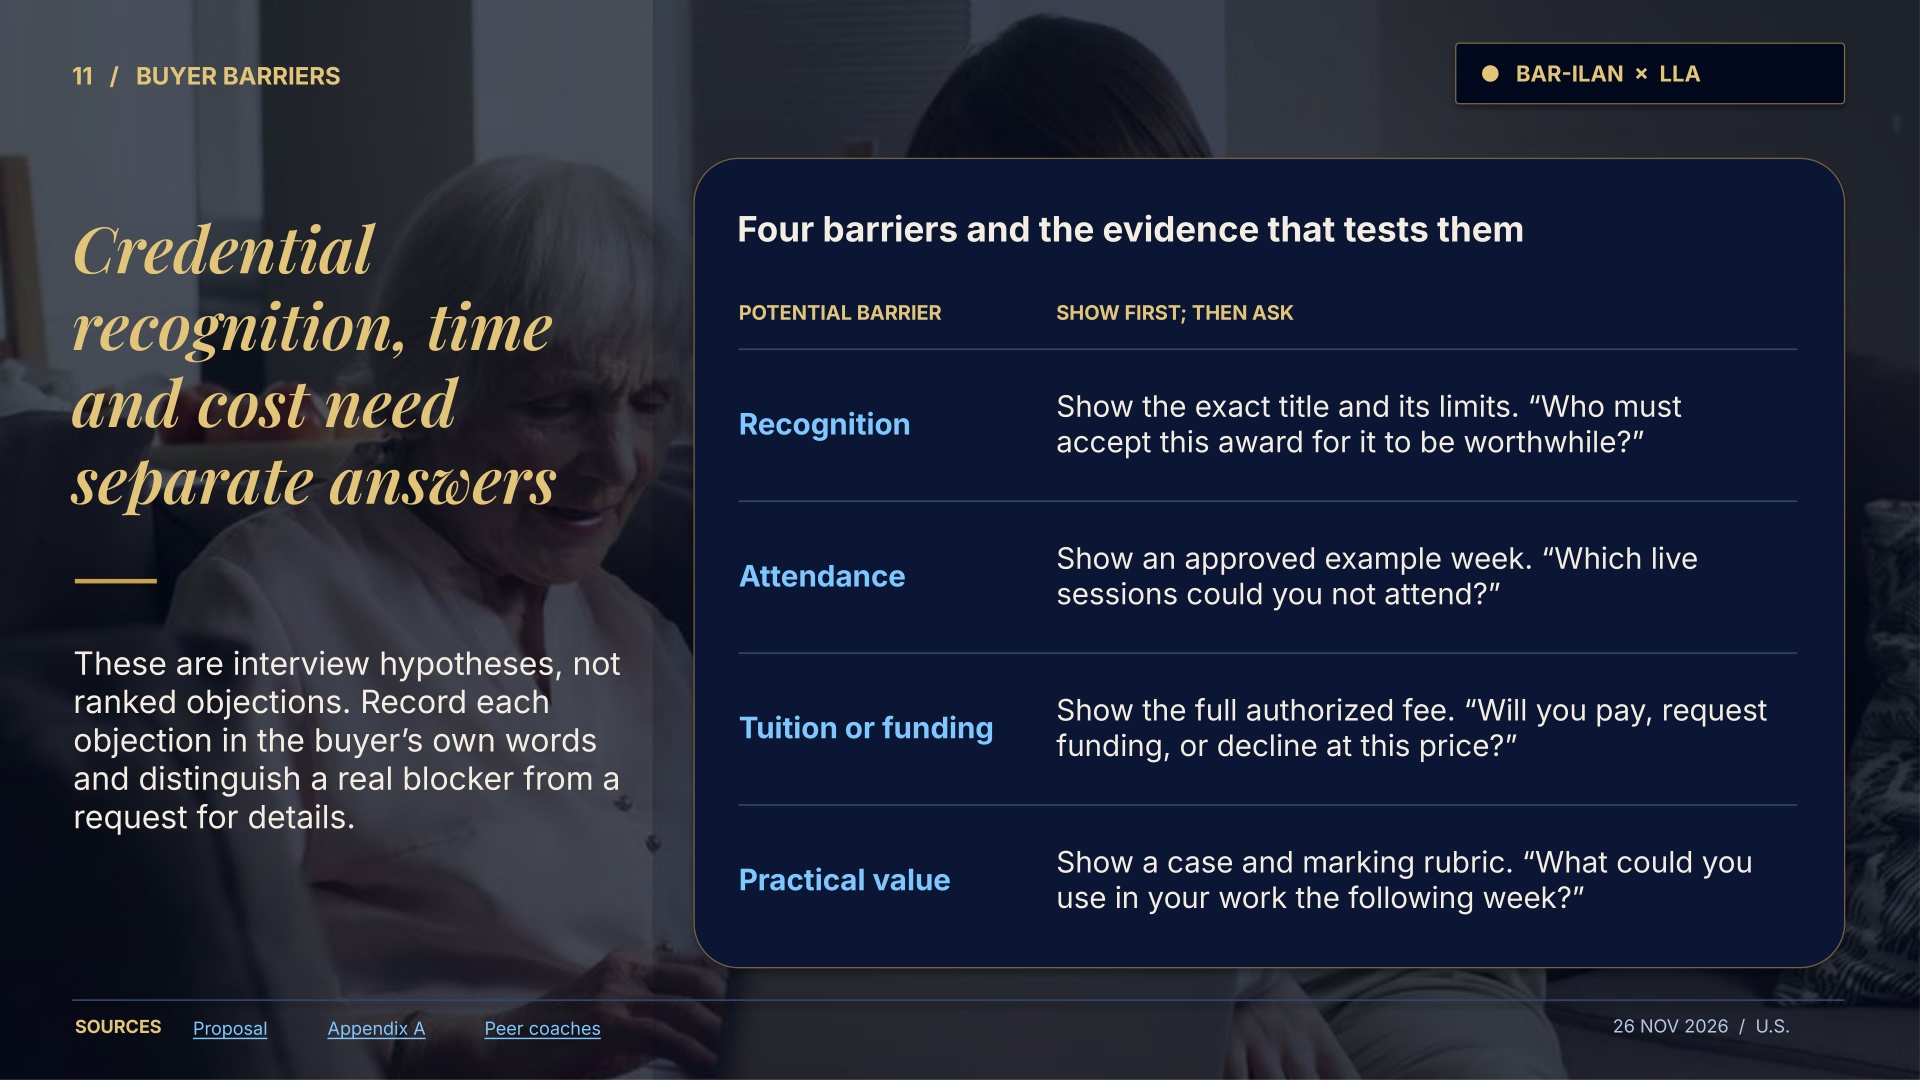 11 / BUYER BARRIERS
BAR-ILAN × LLA
Credential
recognition, time
and cost need
separate answers
These are interview hypotheses, not
ranked objections. Record each
objection in the buyer’s own words
and distinguish a real blocker from a
request for details.
Four barriers and the evidence that tests them
POTENTIAL BARRIER
SHOW FIRST; THEN ASK
Recognition
Show the exact title and its limits. “Who must
accept this award for it to be worthwhile?”
Attendance
Show an approved example week. “Which live
sessions could you not attend?”
Tuition or funding
Show the full authorized fee. “Will you pay, request
funding, or decline at this price?”
Practical value
Show a case and marking rubric. “What could you
use in your work the following week?”
SOURCES
Proposal
Appendix A
Peer coaches
26 NOV 2026 / U.S.